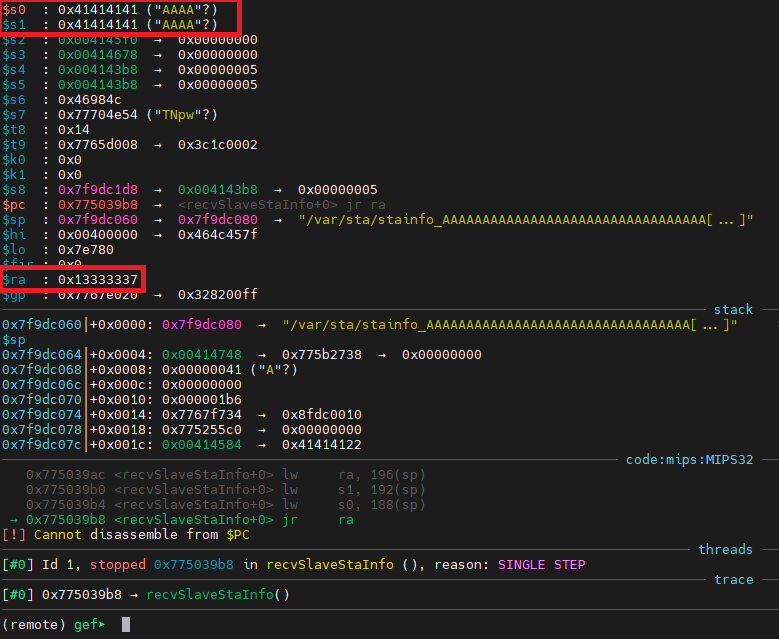 $s0 : 0x41414141 ("AAAA"?)
$s1 : 0x41414141 ("AAAA"?)
$s2 : 0x004145f0 → 0x00000000
$s3 : 0x00414678 → 0x00000000
$s4 : 0x004143b8 → 0x00000005
$s5 : 0x004143b8 → 0x00000005
$s6 : 0x46984c
$s7 : 0x77704e54 ("TNpw"?)
$t8 : 0x14
$t9 : 0x7765d008 → 0x3c1c0002
$k0 : 0x0
$k1 : 0x0
$s8 : 0x7f9dc1d8 → 0x004143b8 → 0x00000005
$pc : 0x775039b8 → <recvSlaveStaInfo+0> jr ra
$sp : 0x7f9dc060 → 0x7f9dc080 → "/var/sta/stainfo_AAAAAAAAAAAAAAAAAAAAAAAAAAAAAAAAA[...]"
$hi : 0x00400000 → 0x464c457f
$lo : 0x7e780
$fir : 0x0
$ra : 0x13333337
$gp : 0x7767e020 → 0x328200ff
stack
0x7f9dc060│+0x0000: 0x7f9dc080 → "/var/sta/stainfo_AAAAAAAAAAAAAAAAAAAAAAAAAAAAAAAAA[...]"
$sp
0x7f9dc064│+0x0004: 0x00414748 → 0x775b2738 → 0x00000000
0x7f9dc068│+0x0008: 0x00000041 ("A"?)
0x7f9dc06c│+0x000c: 0x00000000
0x7f9dc070│+0x0010: 0x000001b6
0x7f9dc074│+0x0014: 0x7767f734 → 0x8fdc0010
0x7f9dc078│+0x0018: 0x775255c0 → 0x00000000
0x7f9dc07c│+0x001c: 0x00414584 → 0x41414122
code:mips:MIPS32
0x775039ac <recvSlaveStaInfo+0> lw ra, 196(sp)
0x775039b0 <recvSlaveStaInfo+0> lw s1, 192(sp)
0x775039b4 <recvSlaveStaInfo+0> lw s0, 188(sp)
→ 0x775039b8 <recvSlaveStaInfo+0> jr ra
[!] Cannot disassemble from $PC
threads
[#0] Id 1, stopped 0x775039b8 in recvSlaveStaInfo (), reason: SINGLE STEP
trace
[#0] 0x775039b8 → recvSlaveStaInfo()
(remote) gef➤